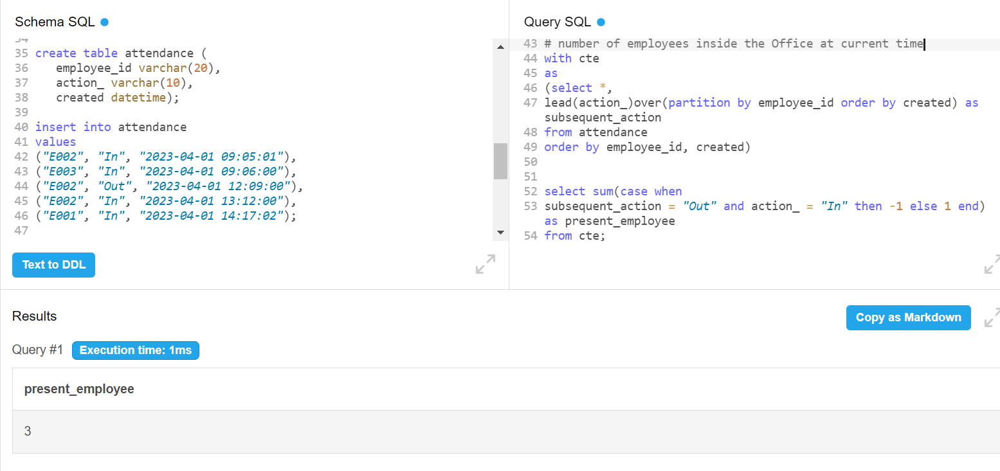 Schema SQL
34
35 create table attendance (
36 employee_id varchar(20),
37 action_ varchar(10),
38 created datetime);
39
40 insert into attendance
41 values
42 ("E002", "In", "2023-04-01 09:05:01"),
43 ("E003", "In", "2023-04-01 09:06:00"),
44 ("E002", "Out", "2023-04-01 12:09:00"),
45 ("E002", "In", "2023-04-01 13:12:00"),
46 ("E001", "In", "2023-04-01 14:17:02");
47
Text to DDL
Query SQL
43 # number of employees inside the Office at current time
44 with cte
45 as
46 (select *,
47 lead(action_)over(partition by employee_id order by created) as
subsequent_action
48 from attendance
49 order by employee_id, created)
50
51
52 select sum(case when
53 subsequent_action = "Out" and action_ = "In" then -1 else 1 end)
as present_employee
54 from cte;
Results
Copy as Markdown
Query #1 Execution time: 1ms
present_employee
3